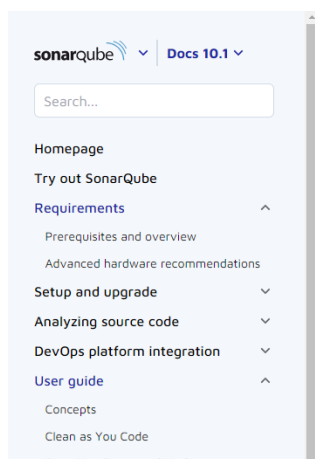 sonarqube Docs 10.1
Search...
Homepage
Try out SonarQube
Requirements
Prerequisites and overview
Advanced hardware recommendations
Setup and upgrade
Analyzing source code
DevOps platform integration
User guide
Concepts
Clean as You Code